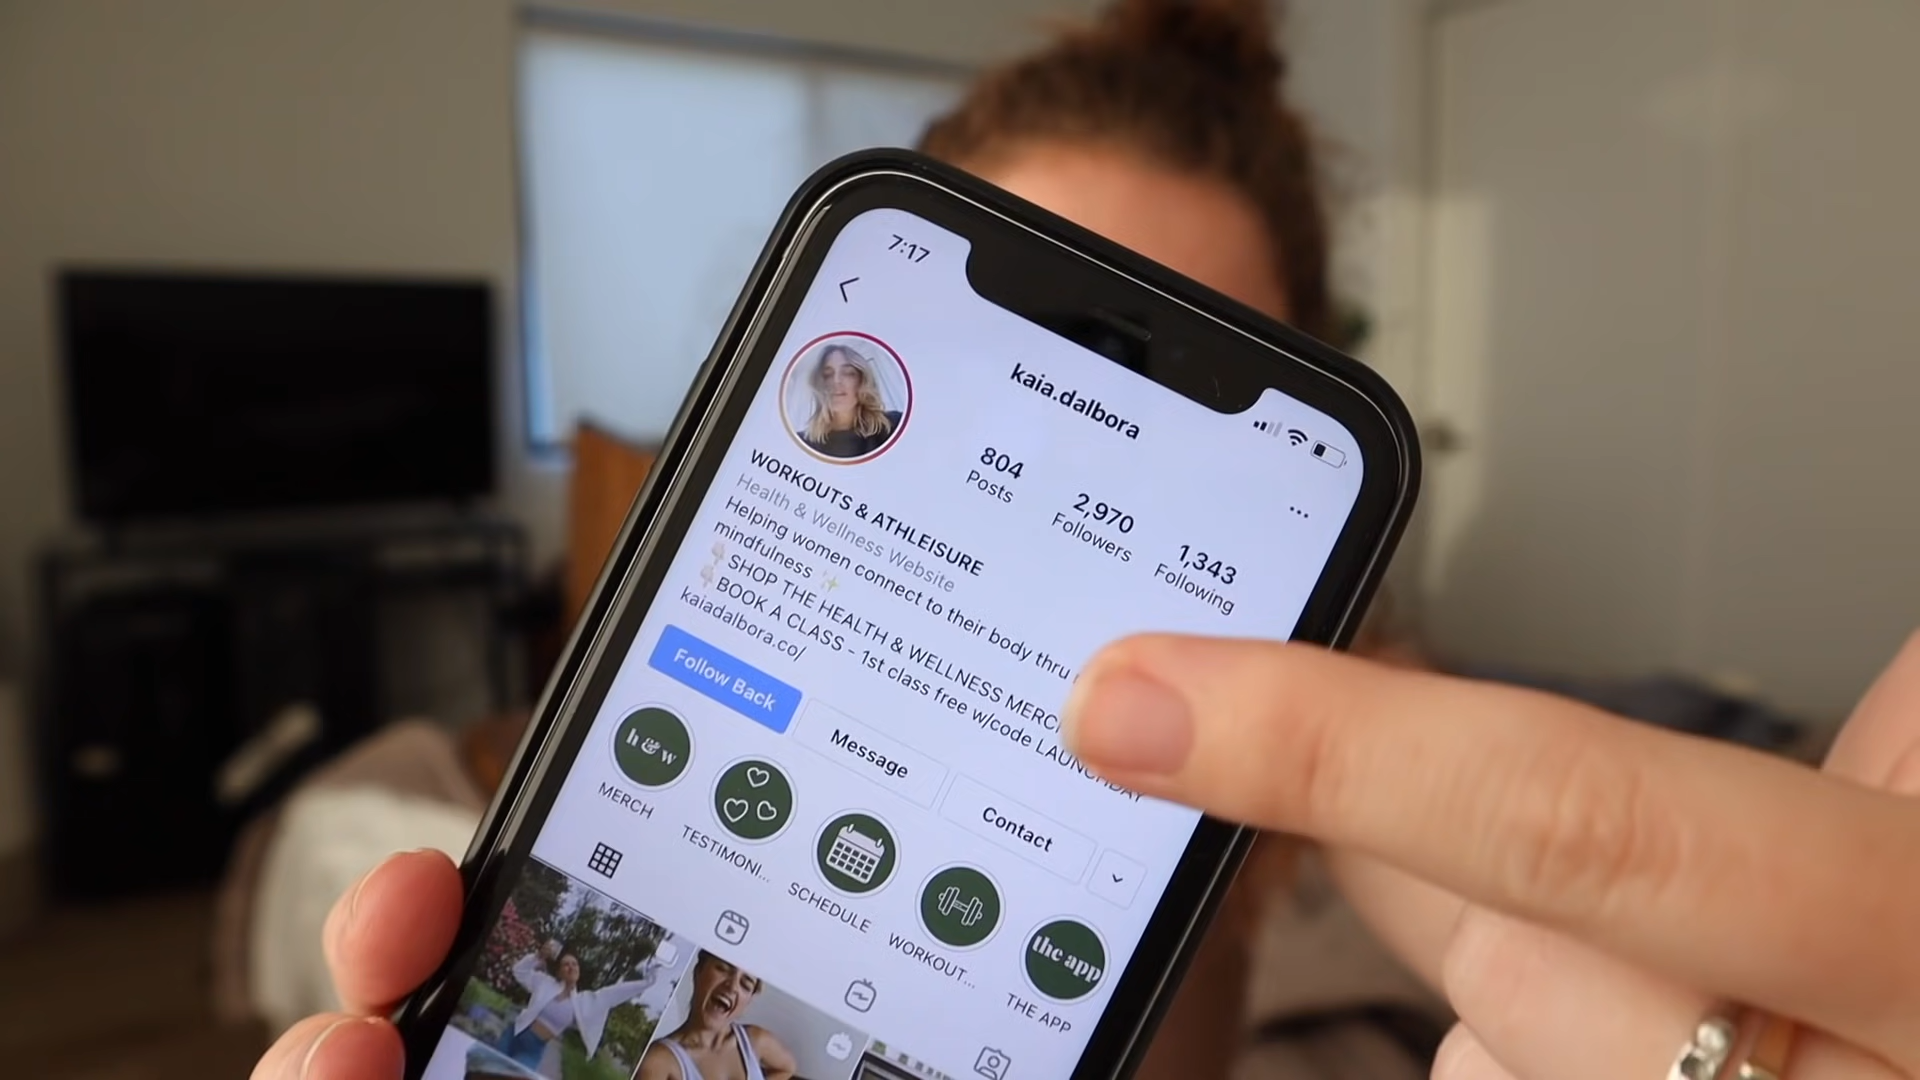 7:17
kaia.dalbora
804
Posts
2,970
Followers
1,343
Following
WORKOUTS & ATHLEISURE
Health & Wellness Website
Helping women connect to their body thru
mindfulness ✨
👇🏼 SHOP THE HEALTH & WELLNESS MERC
👇🏼 BOOK A CLASS - 1st class free w/code LAUNCHDAY
kaiadalbora.co/
Follow Back
Message
Contact
h & w
the app
MERCH
TESTIMONI...
SCHEDULE
WORKOUT...
THE APP